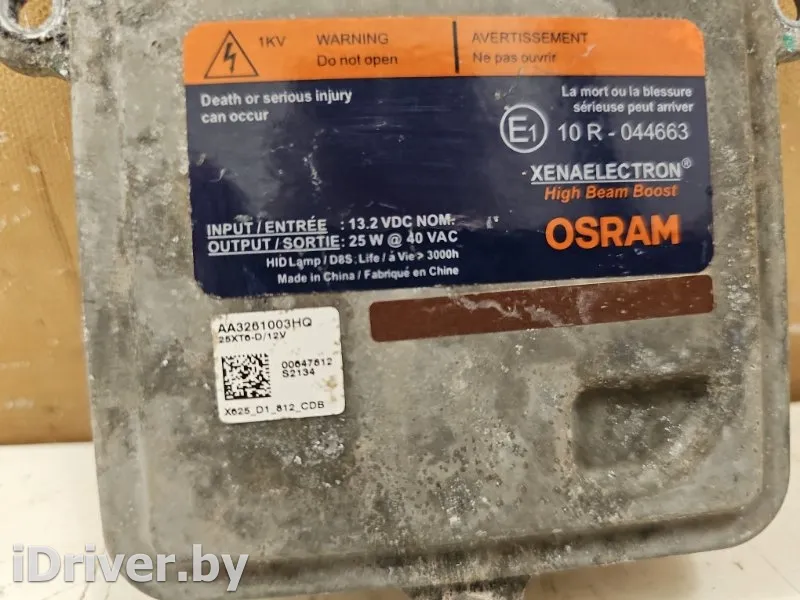 1KV
WARNING
Do not open
AVERTISSEMENT
Ne pas ouvrir
Death or serious injury
can occur
La mort ou la blessure
sérieuse peut arriver
E1 10 R - 044663
XENAELECTRON®
High Beam Boost
OSRAM
INPUT / ENTRÉE : 13.2 VDC NOM.
OUTPUT / SORTIE: 25 W @ 40 VAC
HID Lamp / D8S: Life / à Vie > 3000h
Made in China / Fabriqué en Chine
AA3261003HQ
25XT6-D/12V
00647812
S2134
X625_D1_812_CDB
iDriver.by